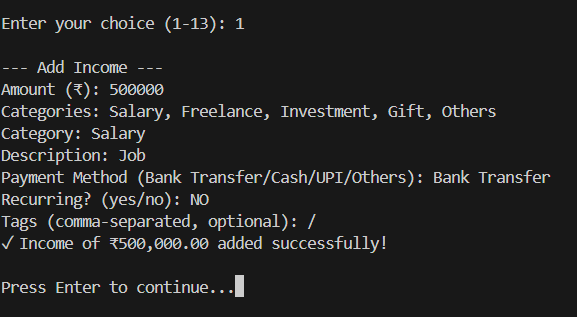 Enter your choice (1-13): 1
--- Add Income ---
Amount (₹): 500000
Categories: Salary, Freelance, Investment, Gift, Others
Category: Salary
Description: Job
Payment Method (Bank Transfer/Cash/UPI/Others): Bank Transfer
Recurring? (yes/no): NO
Tags (comma-separated, optional): /
✓ Income of ₹500,000.00 added successfully!
Press Enter to continue...